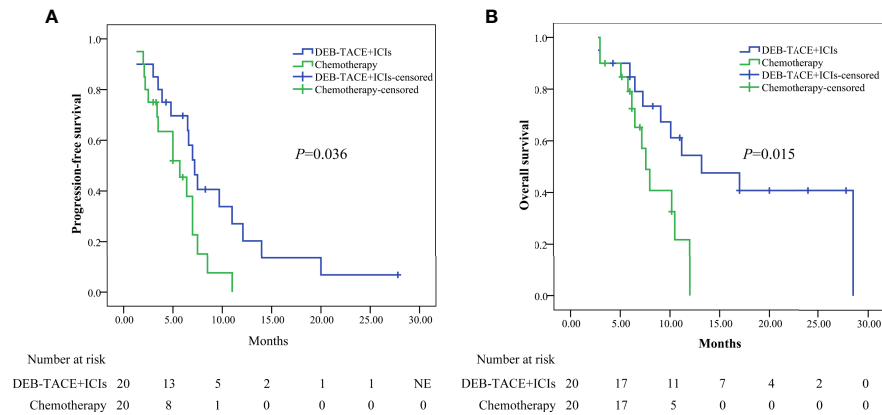 A
B
DEB-TACE+ICIs
Chemotherapy
DEB-TACE+ICIs-censored
Chemotherapy-censored
P=0.036
Progression-free survival
1.0
0.8
0.6
0.4
0.2
0.0
0.00 5.00 10.00 15.00 20.00 25.00 30.00
Months
Number at risk
DEB-TACE+ICIs 20 13 5 2 1 1 NE
Chemotherapy 20 8 1 0 0 0 0
DEB-TACE+ICIs
Chemotherapy
DEB-TACE+ICIs-censored
Chemotherapy-censored
P=0.015
Overall survival
1.0
0.8
0.6
0.4
0.2
0.0
0.00 5.00 10.00 15.00 20.00 25.00 30.00
Months
Number at risk
DEB-TACE+ICIs 20 17 11 7 4 2 0
Chemotherapy 20 17 5 0 0 0 0